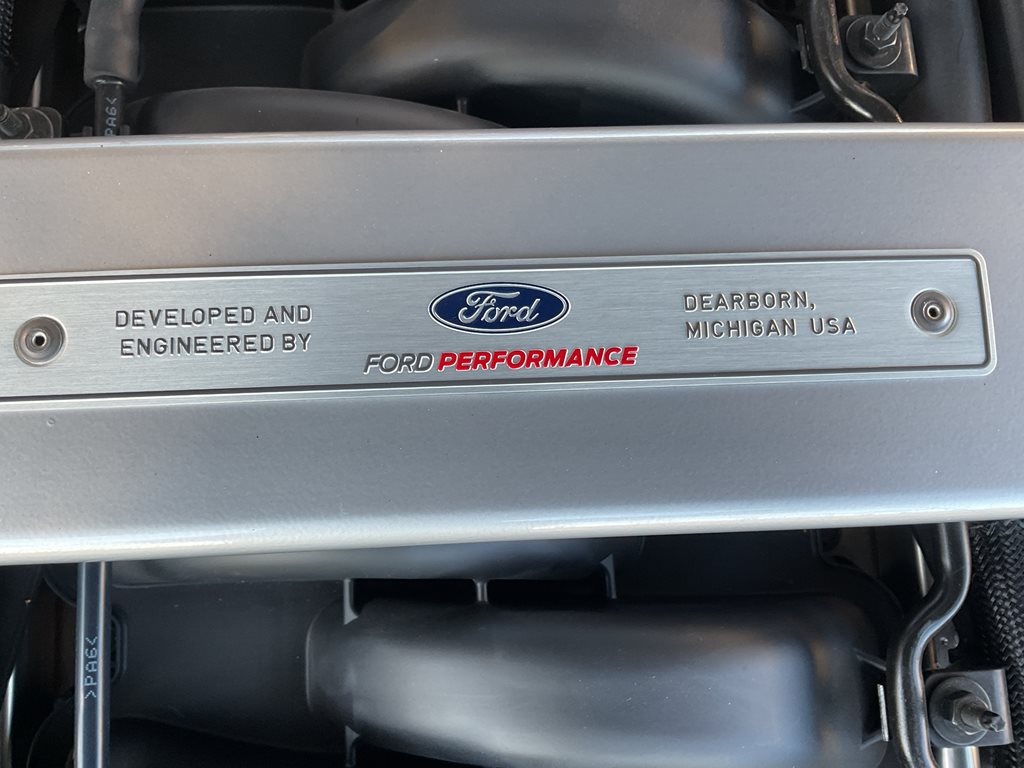 >PA6<
DEVELOPED AND
ENGINEERED BY
Ford
FORD PERFORMANCE
DEARBORN,
MICHIGAN USA
>PA6<